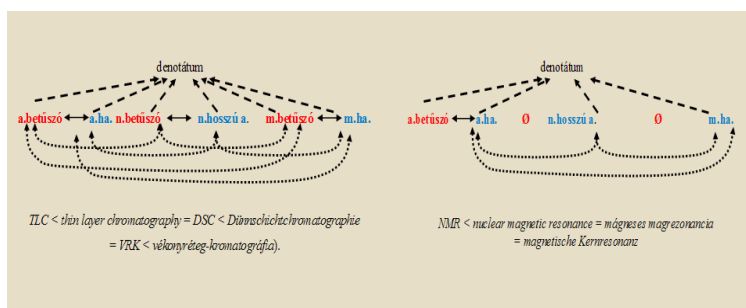 denotátum
a.betűszó a.ha. n.betűszó n.hosszú a. m.betűszó m.ha.
TLC < thin layer chromatography = DSC < Dünnschichtchromatographie
= VRK < vékonyréteg-kromatográfia).
denotátum
a.betűszó a.ha. Ø n.hosszú a. Ø m.ha.
NMR < nuclear magnetic resonance = mágneses magrezonancia
= magnetische Kernresonanz